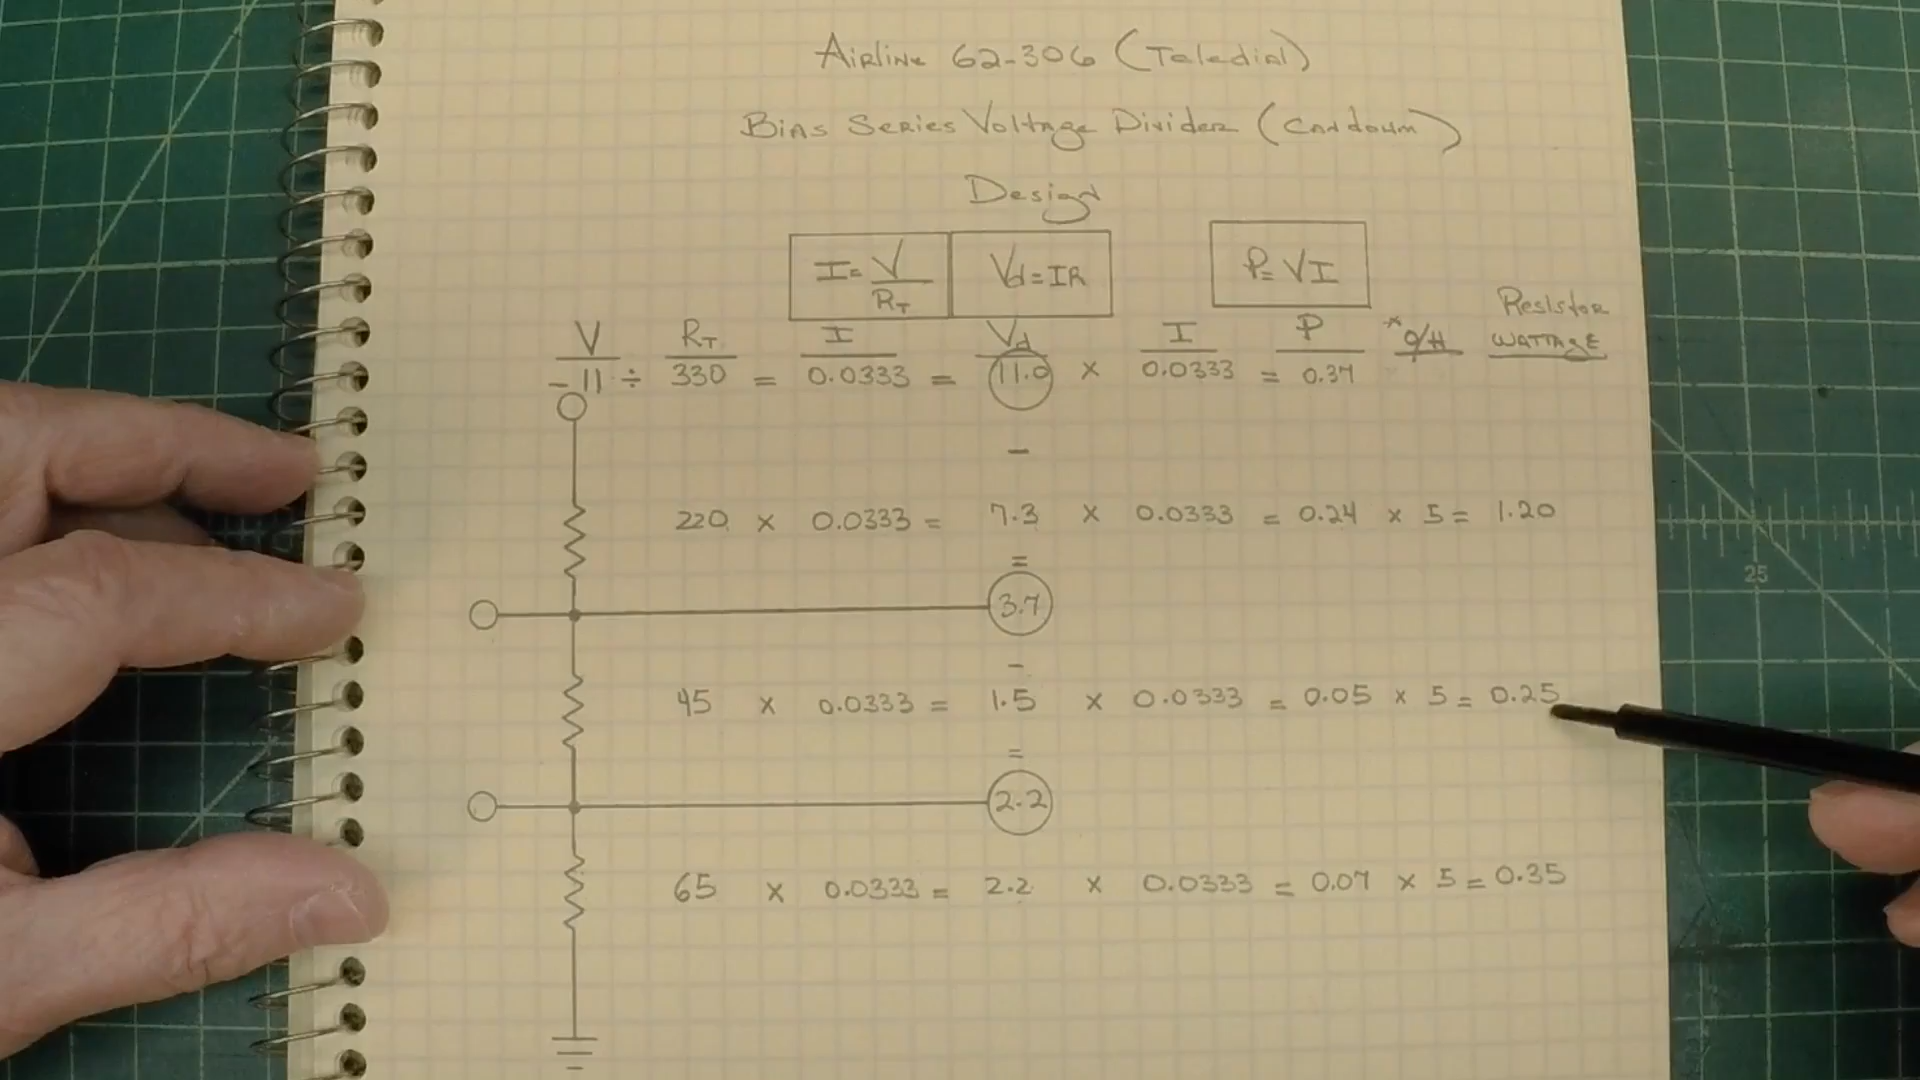 Airline 62-306 (Teledial)
Bias Series Voltage Divider (Candohm)
Design
I = V/RT Vd = IR P = VI
V RT I Vd I P *O/H Resistor WATTAGE
-11 ÷ 330 = 0.0333 = 11.0 x 0.0333 = 0.37
-
220 x 0.0333 = 7.3 x 0.0333 = 0.24 x 5 = 1.20
=
3.7
-
45 x 0.0333 = 1.5 x 0.0333 = 0.05 x 5 = 0.25
=
2.2
65 x 0.0333 = 2.2 x 0.0333 = 0.07 x 5 = 0.35
25